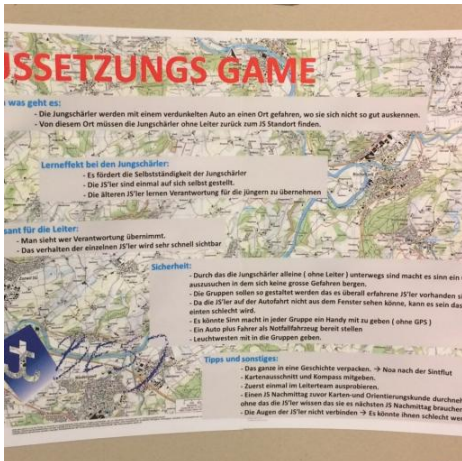 USSETZUNGS GAME
was geht es:
- Die Jungschärler werden mit einem verdunkelten Auto an einen Ort gefahren, wo sie sich nicht so gut auskennen.
- Von diesem Ort müssen die Jungschärler ohne Leiter zurück zum JS Standort finden.
Lerneffekt bei den Jungschärler:
- Es fördert die Selbstständigkeit der Jungschärler
- Die JS'ler sind einmal auf sich selbst gestellt.
- Die älteren JS'ler lernen Verantwortung für die jüngern zu übernehmen
sant für die Leiter:
- Man sieht wer Verantwortung übernimmt.
- Das verhalten der einzelnen JS'ler wird sehr schnell sichtbar
Sicherheit:
- Durch das die Jungschärler alleine ( ohne Leiter ) unterwegs sind macht es sinn ein
auszusuchen in dem sich keine grosse Gefahren bergen.
- Die Gruppen sollen so gestaltet werden das es überall erfahrene JS'ler vorhanden si
- Da die JS'ler auf der Autofahrt nicht aus dem Fenster sehen könne, kann es sein das
einten schlecht wird.
- Es könnte Sinn macht in jeder Gruppe ein Handy mit zu geben ( ohne GPS )
- Ein Auto plus Fahrer als Notfallfahrzeug bereit stellen
- Leuchtwesten mit in die Gruppen geben.
Tipps und sonstiges:
- Das ganze in eine Geschichte verpacken. → Noa nach der Sintflut
- Kartenausschnitt und Kompass mitgeben.
- Zuerst einmal im Leiterteam ausprobieren.
- Einen JS Nachmittag zuvor Karten-und Orientierungskunde durchneh
ohne das die JS'ler wissen das sie es nächsten JS Nachmittag brauchen
- Die Augen der JS'ler nicht verbinden → Es könnte ihnen schlecht wer